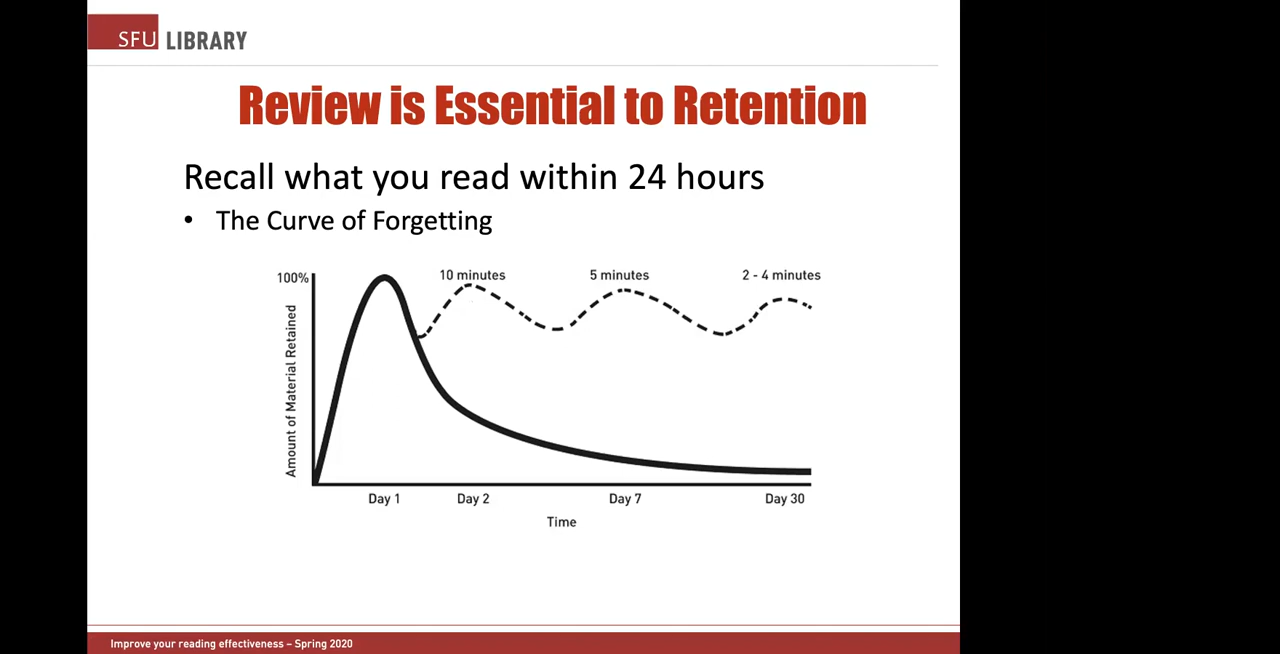 SFU LIBRARY
Review is Essential to Retention
Recall what you read within 24 hours
• The Curve of Forgetting
100%
10 minutes
5 minutes
2 - 4 minutes
Amount of Material Retained
Day 1
Day 2
Day 7
Day 30
Time
Improve your reading effectiveness – Spring 2020